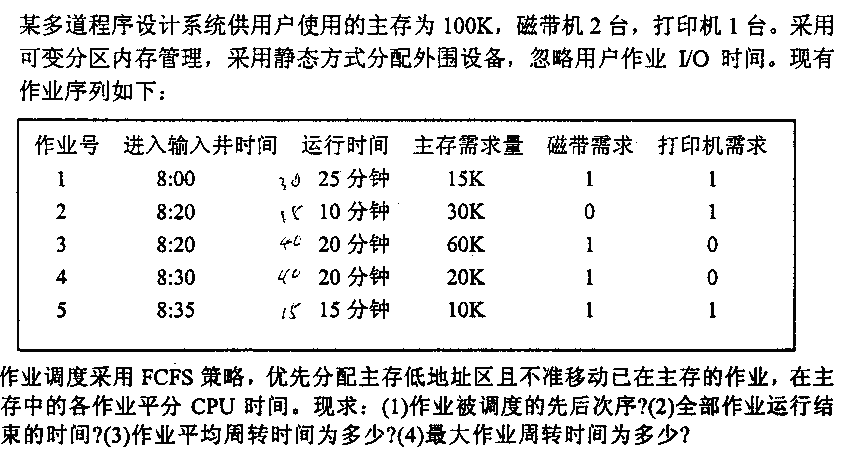 某多道程序设计系统供用户使用的主存为 100K，磁带机 2 台，打印机 1 台。采用
可变分区内存管理，采用静态方式分配外围设备，忽略用户作业 I/O 时间。现有
作业序列如下：
作业号 进入输入井时间 运行时间 主存需求量 磁带需求 打印机需求
1 8:00 30 25 分钟 15K 1 1
2 8:20 15 10 分钟 30K 0 1
3 8:20 40 20 分钟 60K 1 0
4 8:30 40 20 分钟 20K 1 0
5 8:35 15 15 分钟 10K 1 1
作业调度采用 FCFS 策略，优先分配主存低地址区且不准移动已在主存的作业，在主
存中的各作业平分 CPU 时间。现求：(1)作业被调度的先后次序?(2)全部作业运行结
束的时间?(3)作业平均周转时间为多少?(4)最大作业周转时间为多少?